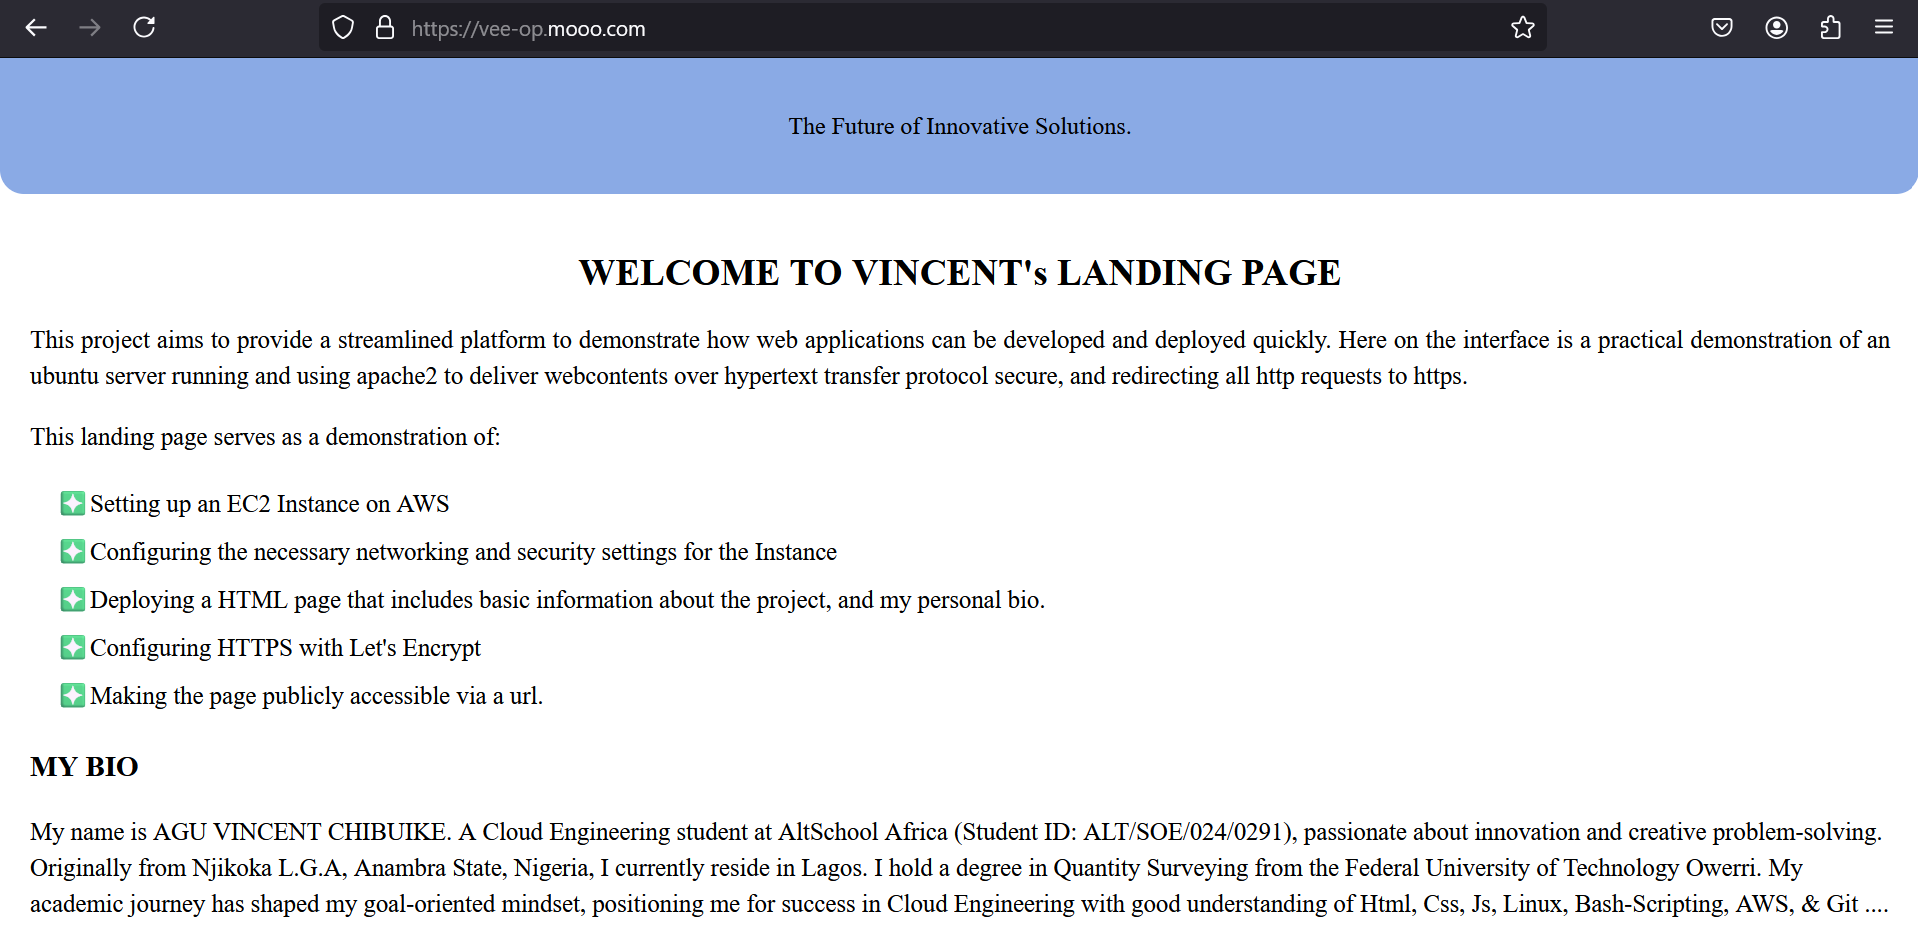 https://vee-op.mooo.com
The Future of Innovative Solutions.
WELCOME TO VINCENT's LANDING PAGE
This project aims to provide a streamlined platform to demonstrate how web applications can be developed and deployed quickly. Here on the interface is a practical demonstration of an
ubuntu server running and using apache2 to deliver webcontents over hypertext transfer protocol secure, and redirecting all http requests to https.
This landing page serves as a demonstration of:
Setting up an EC2 Instance on AWS
Configuring the necessary networking and security settings for the Instance
Deploying a HTML page that includes basic information about the project, and my personal bio.
Configuring HTTPS with Let's Encrypt
Making the page publicly accessible via a url.
MY BIO
My name is AGU VINCENT CHIBUIKE. A Cloud Engineering student at AltSchool Africa (Student ID: ALT/SOE/024/0291), passionate about innovation and creative problem-solving.
Originally from Njikoka L.G.A, Anambra State, Nigeria, I currently reside in Lagos. I hold a degree in Quantity Surveying from the Federal University of Technology Owerri. My
academic journey has shaped my goal-oriented mindset, positioning me for success in Cloud Engineering with good understanding of Html, Css, Js, Linux, Bash-Scripting, AWS, & Git ....